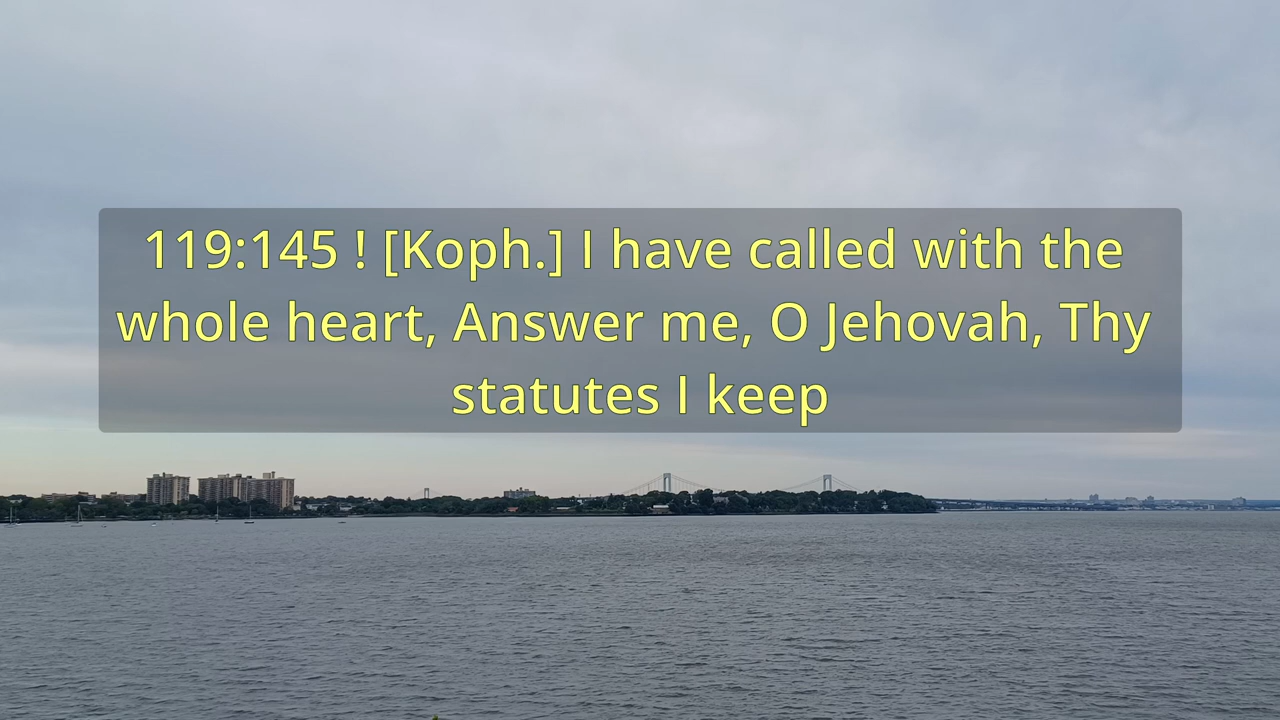 119:145 ! [Koph.] I have called with the
whole heart, Answer me, O Jehovah, Thy
statutes I keep